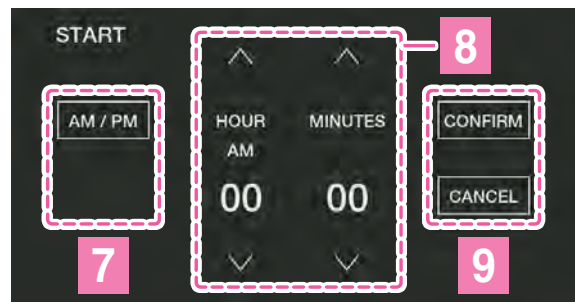 START
8
AM / PM
HOUR
MINUTES
CONFIRM
AM
00
00
CANCEL
7
9